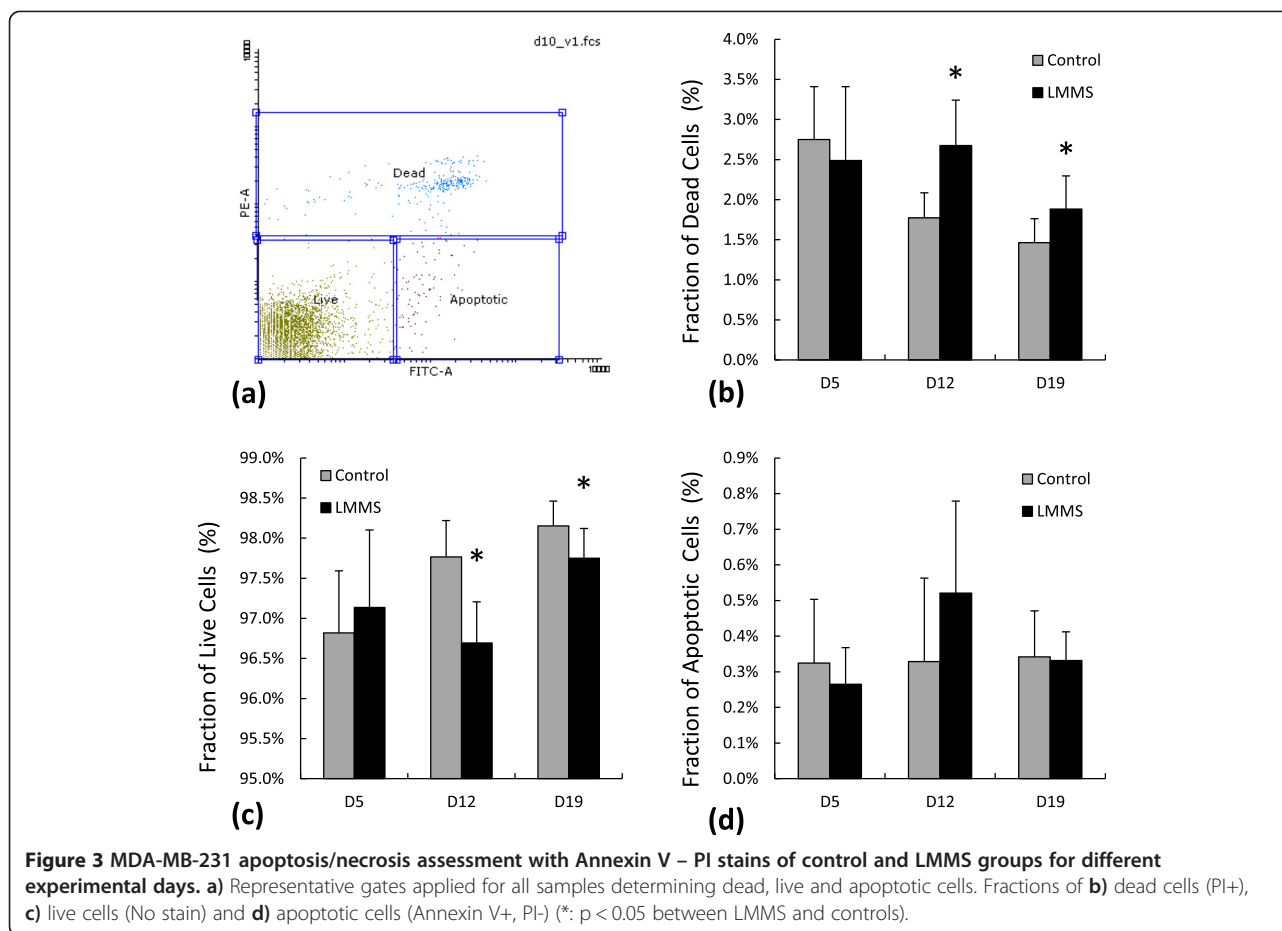 d10_v1.fcs
PE-A
Dead
Live
Apoptotic
FITC-A
(a)
Fraction of Dead Cells (%)
4.0%
3.5%
3.0%
2.5%
2.0%
1.5%
1.0%
0.5%
0.0%
Control
LMMS
*
*
D5 D12 D19
(b)
Fraction of Live Cells (%)
99.0%
98.5%
98.0%
97.5%
97.0%
96.5%
96.0%
95.5%
95.0%
Control
LMMS
*
*
D5 D12 D19
(c)
Fraction of Apoptotic Cells (%)
0.9%
0.8%
0.7%
0.6%
0.5%
0.4%
0.3%
0.2%
0.1%
0.0%
Control
LMMS
D5 D12 D19
(d)
Figure 3 MDA-MB-231 apoptosis/necrosis assessment with Annexin V – PI stains of control and LMMS groups for different
experimental days. a) Representative gates applied for all samples determining dead, live and apoptotic cells. Fractions of b) dead cells (PI+),
c) live cells (No stain) and d) apoptotic cells (Annexin V+, PI-) (*: p < 0.05 between LMMS and controls).